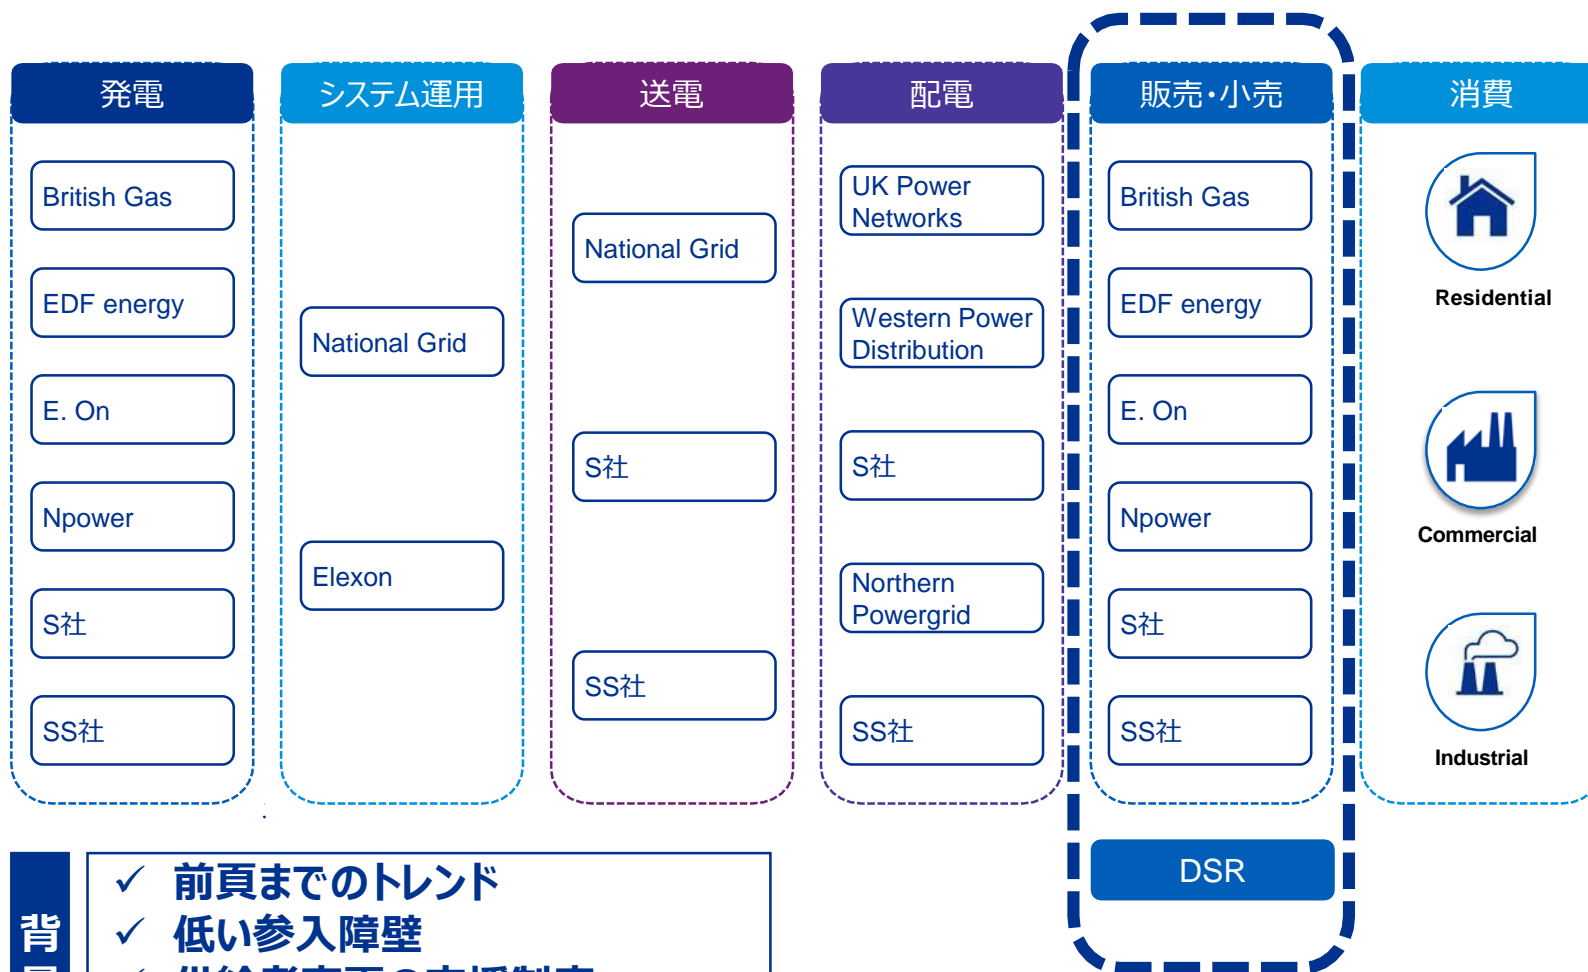 発電
システム運用
送電
配電
販売・小売
消費
British Gas
EDF energy
E. On
Npower
S社
SS社
National Grid
Elexon
National Grid
S社
SS社
UK Power
Networks
Western Power
Distribution
S社
Northern
Powergrid
SS社
British Gas
EDF energy
E. On
Npower
S社
SS社
DSR
Residential
Commercial
Industrial
背
✓ 前頁までのトレンド
✓ 低い参入障壁